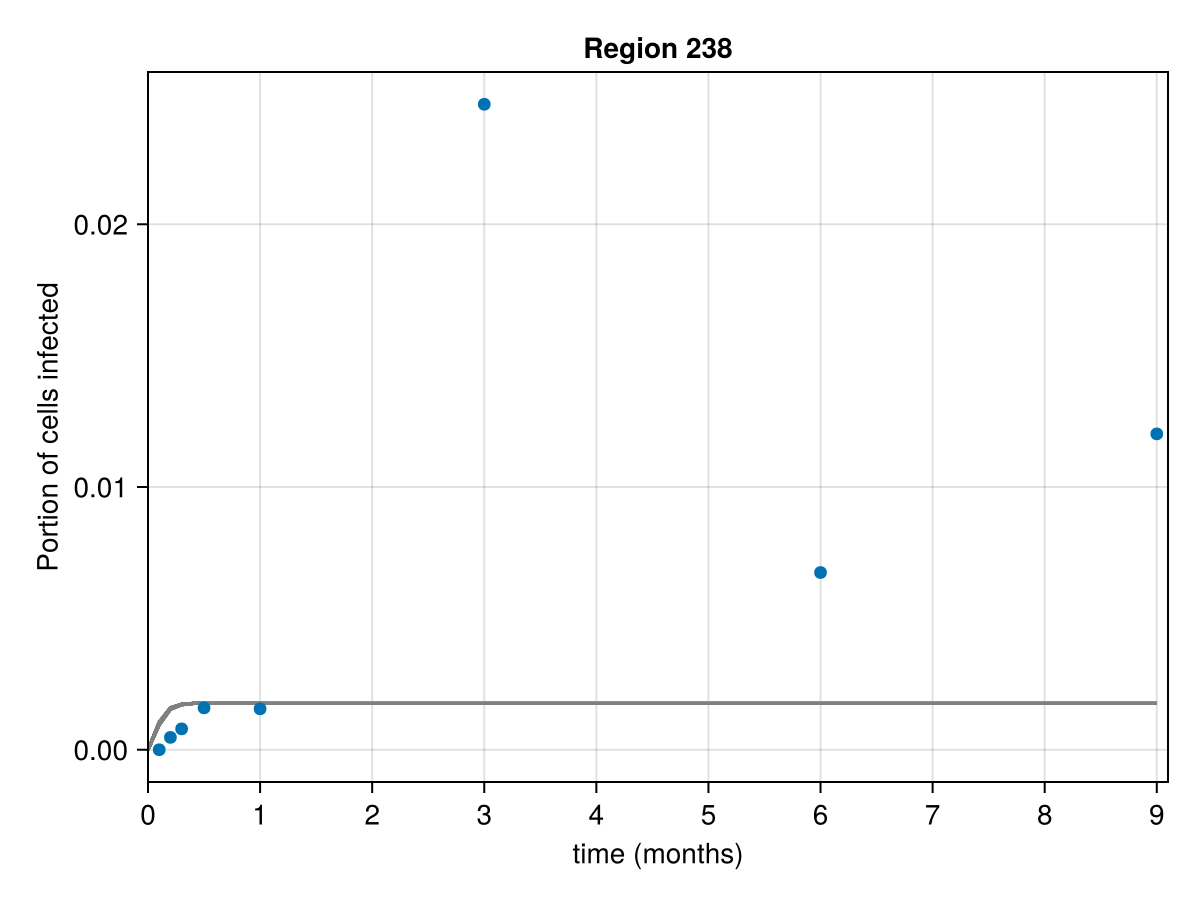 Region 238
Portion of cells infected
0.02
0.01
0.00
0 1 2 3 4 5 6 7 8 9
time (months)